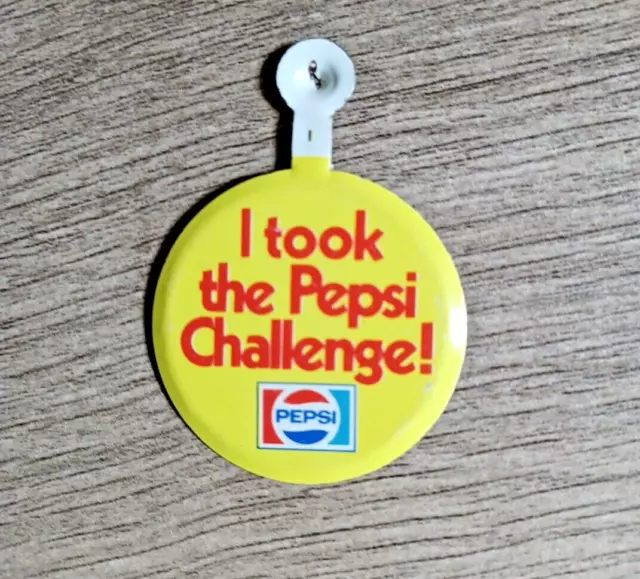 I took
the Pepsi
Challenge!
PEPSI